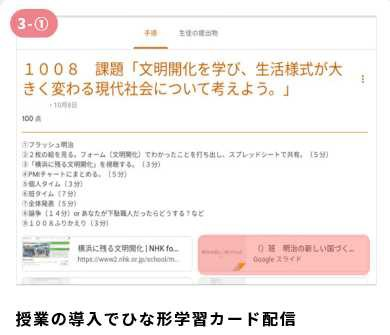 3-①
手順
生徒の提出物
１００８　課題「文明開化を学び、生活様式が大
きく変わる現代社会について考えよう。」
・10月8日
100 点
①フラッシュ明治
②２枚の絵を見る。フォーム（文明開化）でわかったことを打ち出し、スプレッドシートで共有。（５分）
③「横浜に残る文明開化」を視聴する。（３分）
④PMIチャートにまとめる。（５分）
⑤個人タイム（３分）
⑥班タイム（７分）
⑦全体発表（５分）
⑧論争（１４分）or あなたが下駄職人だったらどうする？など
⑨１００８ふりかえり（３分）
横浜に残る文明開化 | NHK fo...
https://www2.nhk.or.jp/school/m...
（）班　明治の新しい国づく...
Google スライド
授業の導入でひな形学習カード配信